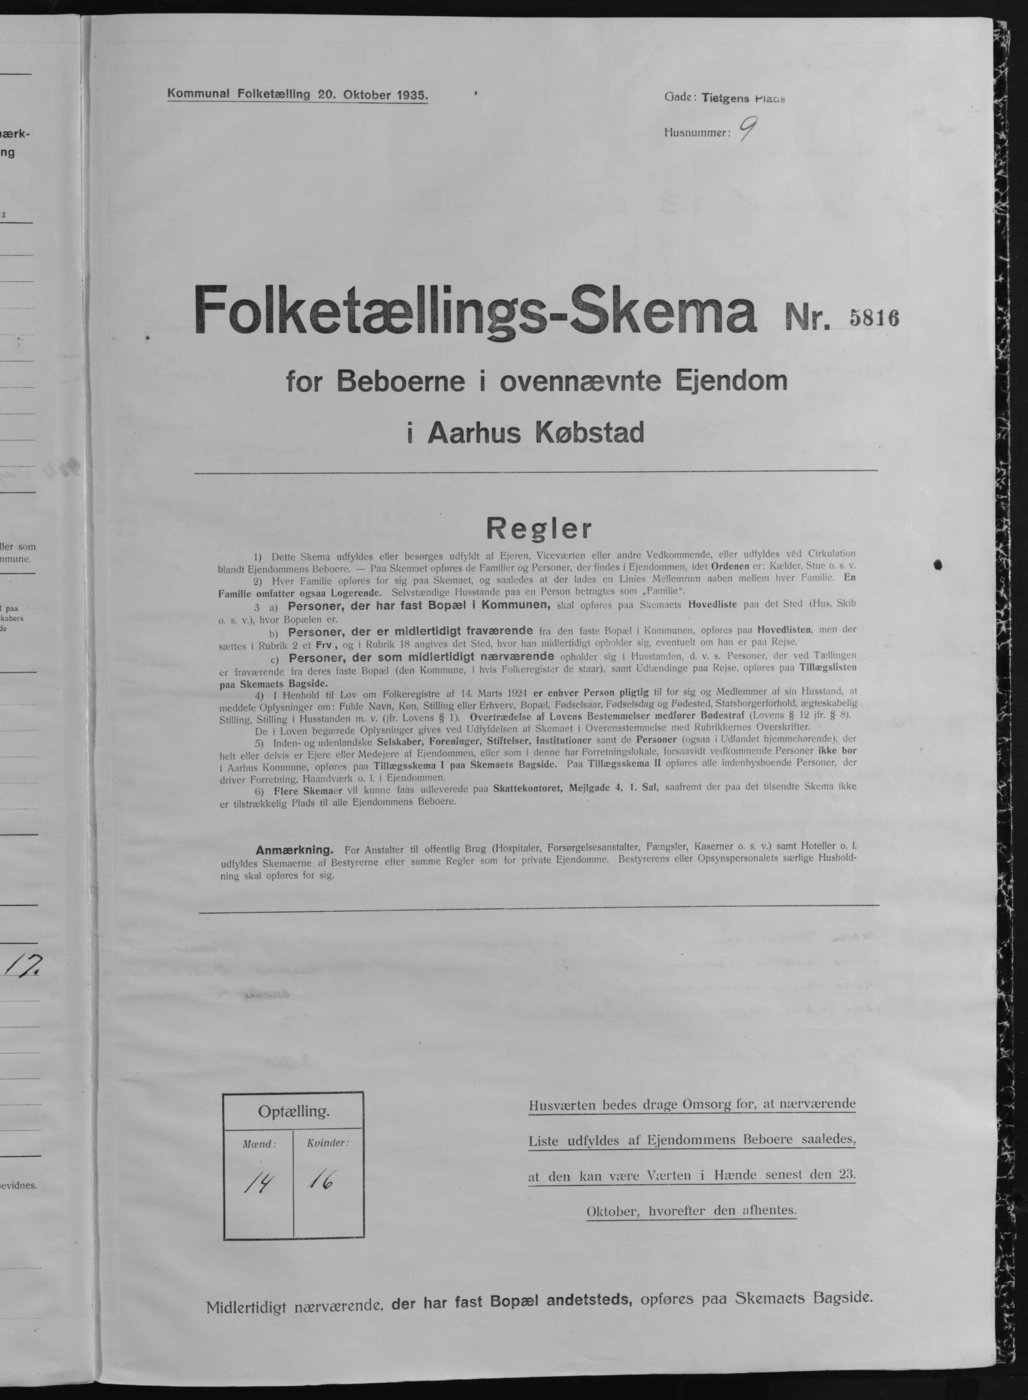 Kommunal Folketælling 20. Oktober 1935.
Gade: Tietgens Plads
Husnummer: 9
Folketællings-Skema Nr. 5816
for Beboerne i ovennævnte Ejendom
i Aarhus Købstad
Regler
1) Dette Skema udfyldes eller besørges udfyldt af Ejeren, Viceværten eller andre Vedkommende, eller udfyldes ved Cirkulation
blandt Ejendommens Beboere. — Paa Skemaet opføres de Familier og Personer, der findes i Ejendommen, idet Ordenen er: Kælder, Stue o. s. v.
2) Hver Familie opføres for sig paa Skemaet, og saaledes at der lades en Linies Mellemrum aaben mellem hver Familie. En
Familie omfatter ogsaa Logerende. Selvstændige Husstande paa en Person betragtes som „Familie“.
3 a) Personer, der har fast Bopæl i Kommunen, skal opføres paa Skemaets Hovedliste paa det Sted (Hus, Skib
o. s. v.), hvor Bopælen er.
b) Personer, der er midlertidigt fraværende fra den faste Bopæl i Kommunen, opføres paa Hovedlisten, men der
sættes i Rubrik 2 et Frv., og i Rubrik 18 angives det Sted, hvor han midlertidigt opholder sig, eventuelt om han er paa Rejse.
c) Personer, der som midlertidigt nærværende opholder sig i Husstanden, d. v. s. Personer, der ved Tællingen
er fraværende fra deres faste Bopæl (den Kommune, i hvis Folkeregister de staar), samt Udlændinge paa Rejse, opføres paa Tillægslisten
paa Skemaets Bagside.
4) I Henhold til Lov om Folkeregistre af 14. Marts 1924 er enhver Person pligtig til for sig og Medlemmer af sin Husstand, at
meddele Oplysninger om: Fulde Navn, Køn, Stilling eller Erhverv, Bopæl, Fødselsaar, Fødselsdag og Fødested, Statsborgerforhold, ægteskabelig
Stilling, Stilling i Husstanden m. v. (jfr. Lovens § 1). Overtrædelse af Lovens Bestemmelser medfører Bødestraf (Lovens § 12 jfr. § 8).
De i Loven begærede Oplysninger gives ved Udfyldelsen af Skemaet i Overensstemmelse med Rubrikkernes Overskrifter.
5) Inden- og udenlandske Selskaber, Foreninger, Stiftelser, Institutioner samt de Personer (ogsaa i Udlandet hjemmehørende), der
helt eller delvis er Ejere eller Medejere af Ejendommen, eller som i denne har Forretningslokale, forsaavidt vedkommende Personer ikke bor
i Aarhus Kommune, opføres paa Tillægsskema I paa Skemaets Bagside. Paa Tillægsskema II opføres alle indenbysboende Personer, der
driver Forretning, Haandværk o. l. i Ejendommen.
6) Flere Skemaer vil kunne faas udleverede paa Skattekontoret, Mejlgade 4, 1. Sal, saafremt der paa det tilsendte Skema ikke
er tilstrækkelig Plads til alle Ejendommens Beboere.
Anmærkning. For Anstalter til offentlig Brug (Hospitaler, Forsørgelsesanstalter, Fængsler, Kaserner o. s. v.) samt Hoteller o. l.
udfyldes Skemaerne af Bestyrerne efter samme Regler som for private Ejendomme. Bestyrerens eller Opsynspersonalets særlige Hushold-
ning skal opføres for sig.
Optælling.
Mænd: Kvinder:
14 16
Husværten bedes drage Omsorg for, at nærværende
Liste udfyldes af Ejendommens Beboere saaledes,
at den kan være Værten i Hænde senest den 23.
Oktober, hvorefter den afhentes.
Midlertidigt nærværende, der har fast Bopæl andetsteds, opføres paa Skemaets Bagside.
ærk-
ng
2
ller som
mmune.
l paa
kabers
de
17.
evidnes.